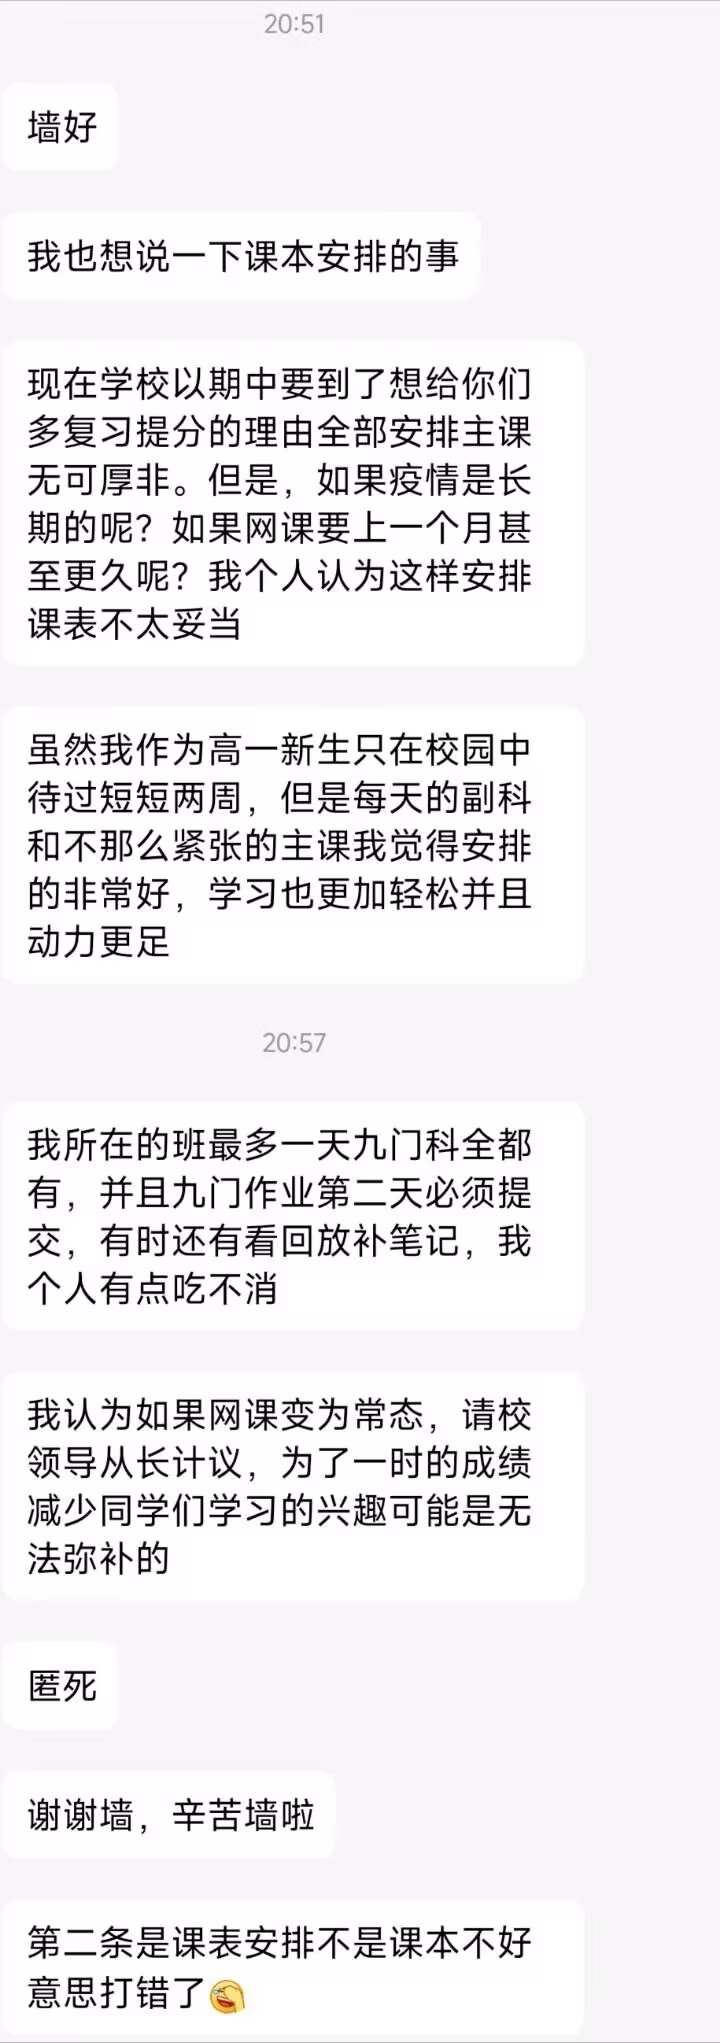 20:51
墙好
我也想说一下课本安排的事
现在学校以期中要到了想给你们
多复习提分的理由全部安排主课
无可厚非。但是，如果疫情是长
期的呢？如果网课要上一个月甚
至更久呢？我个人认为这样安排
课表不太妥当
虽然我作为高一新生只在校园中
待过短短两周，但是每天的副科
和不那么紧张的主课我觉得安排
的非常好，学习也更加轻松并且
动力更足
20:57
我所在的班最多一天九门科全都
有，并且九门作业第二天必须提
交，有时还有看回放补笔记，我
个人有点吃不消
我认为如果网课变为常态，请校
领导从长计议，为了一时的成绩
减少同学们学习的兴趣可能是无
法弥补的
匿死
谢谢墙，辛苦墙啦
第二条是课表安排不是课本不好
意思打错了